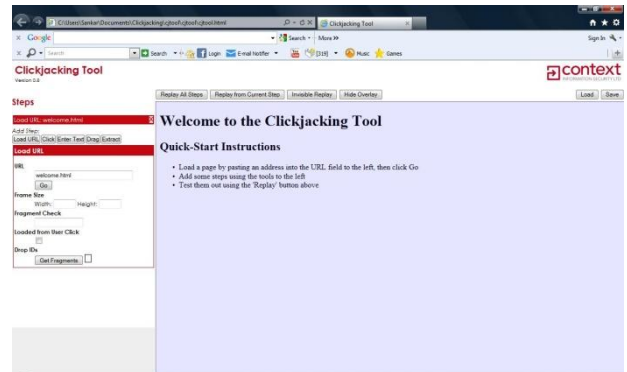 C:\Users\Sankar\Documents\Clickjacking\cjtool\cjtool\cjtool.html
Clickjacking Tool
Google
Search
More >>
Sign In
Search
Search
Login
E-mail Notifier
[319]
Music
Games
Clickjacking Tool
Version 2.0
context
INFORMATION SECURITY LTD
Replay All Steps
Replay from Current Step
Invisible Replay
Hide Overlay
Load
Save
Steps
Load URL: welcome.html
X
Add Step:
Load URL
Click
Enter Text
Drag
Extract
Load URL
URL
welcome.html
Go
Frame Size
Width:
Height:
Fragment Check
Loaded from User Click
Drop IDs
Get Fragments
Welcome to the Clickjacking Tool
Quick-Start Instructions
• Load a page by pasting an address into the URL field to the left, then click Go
• Add some steps using the tools to the left
• Test them out using the 'Replay' button above